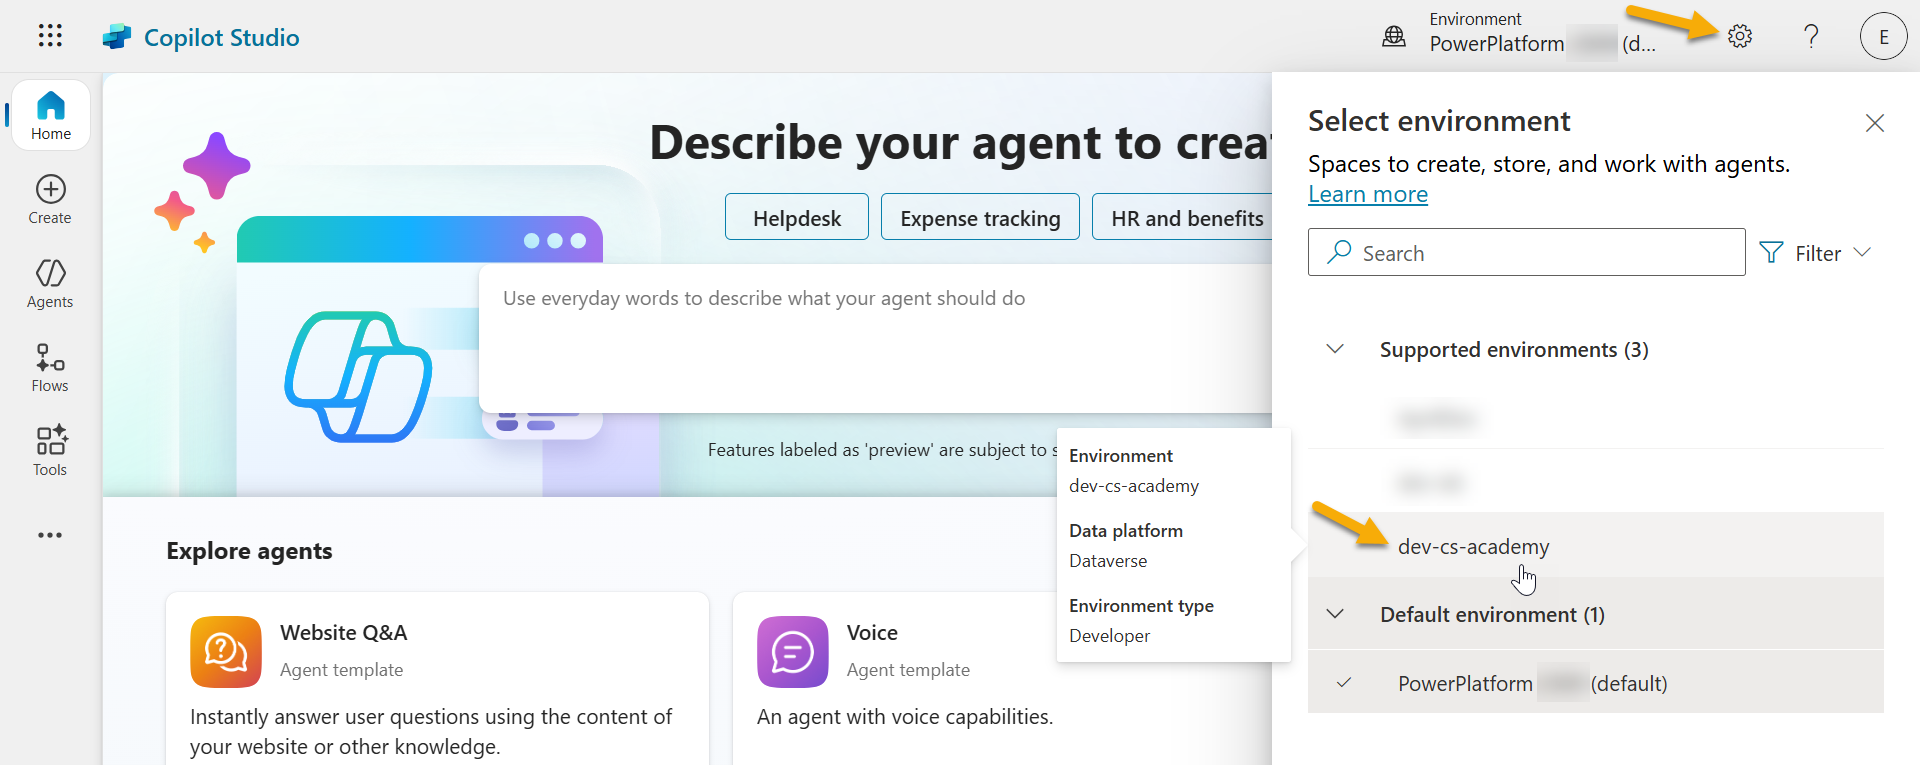 Copilot Studio
Environment
PowerPlatform (d...
E
Home
Create
Agents
Flows
Tools
Describe your agent to crea
Helpdesk
Expense tracking
HR and benefits
Use everyday words to describe what your agent should do
Features labeled as 'preview' are subject to s
Explore agents
Website Q&A
Agent template
Instantly answer user questions using the content of
your website or other knowledge.
Voice
Agent template
An agent with voice capabilities.
Environment
dev-cs-academy
Data platform
Dataverse
Environment type
Developer
Select environment
Spaces to create, store, and work with agents.
Learn more
Search
Filter
Supported environments (3)
dev-cs-academy
Default environment (1)
PowerPlatform (default)